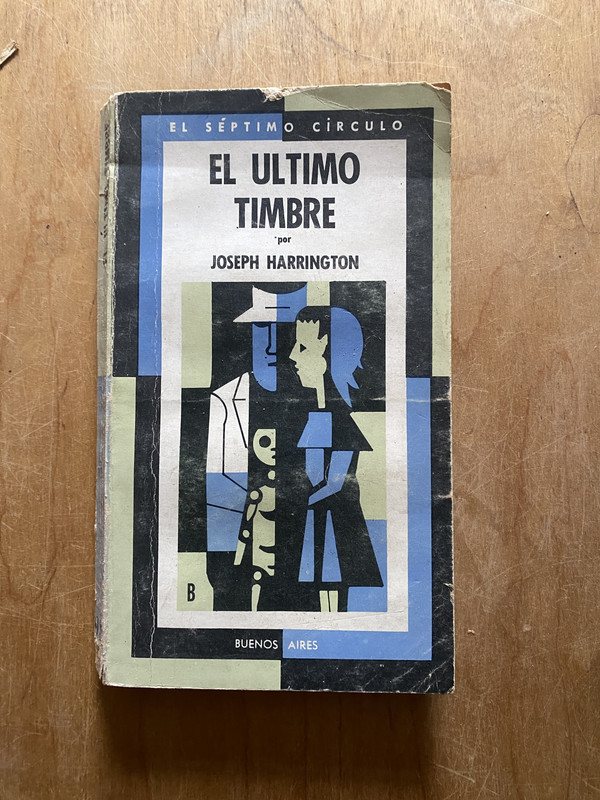 EL SÉPTIMO CÍRCULO
EL ULTIMO
TIMBRE
por
JOSEPH HARRINGTON
B
BUENOS AIRES